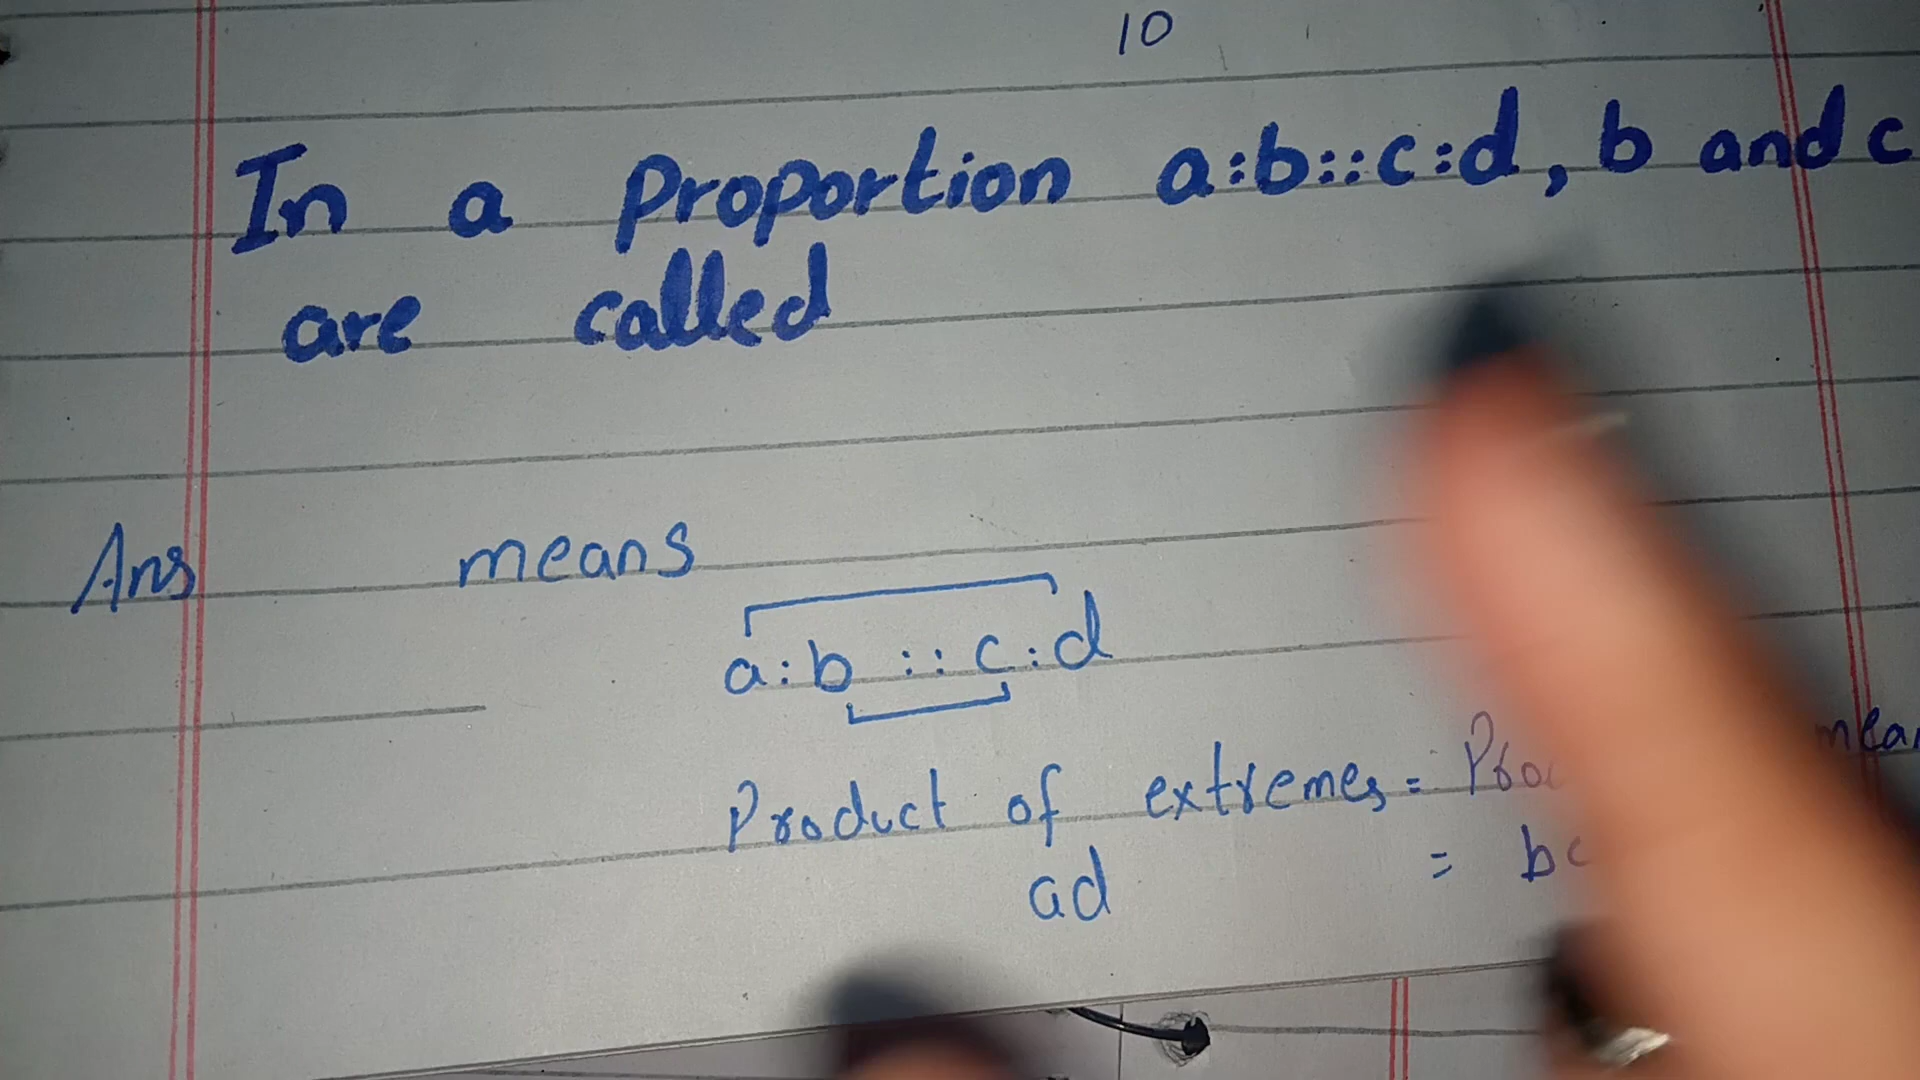 10
In a Proportion a:b::c:d, b and c
are called
Ans means
a:b :: c:d
Product of extremes =
ad =